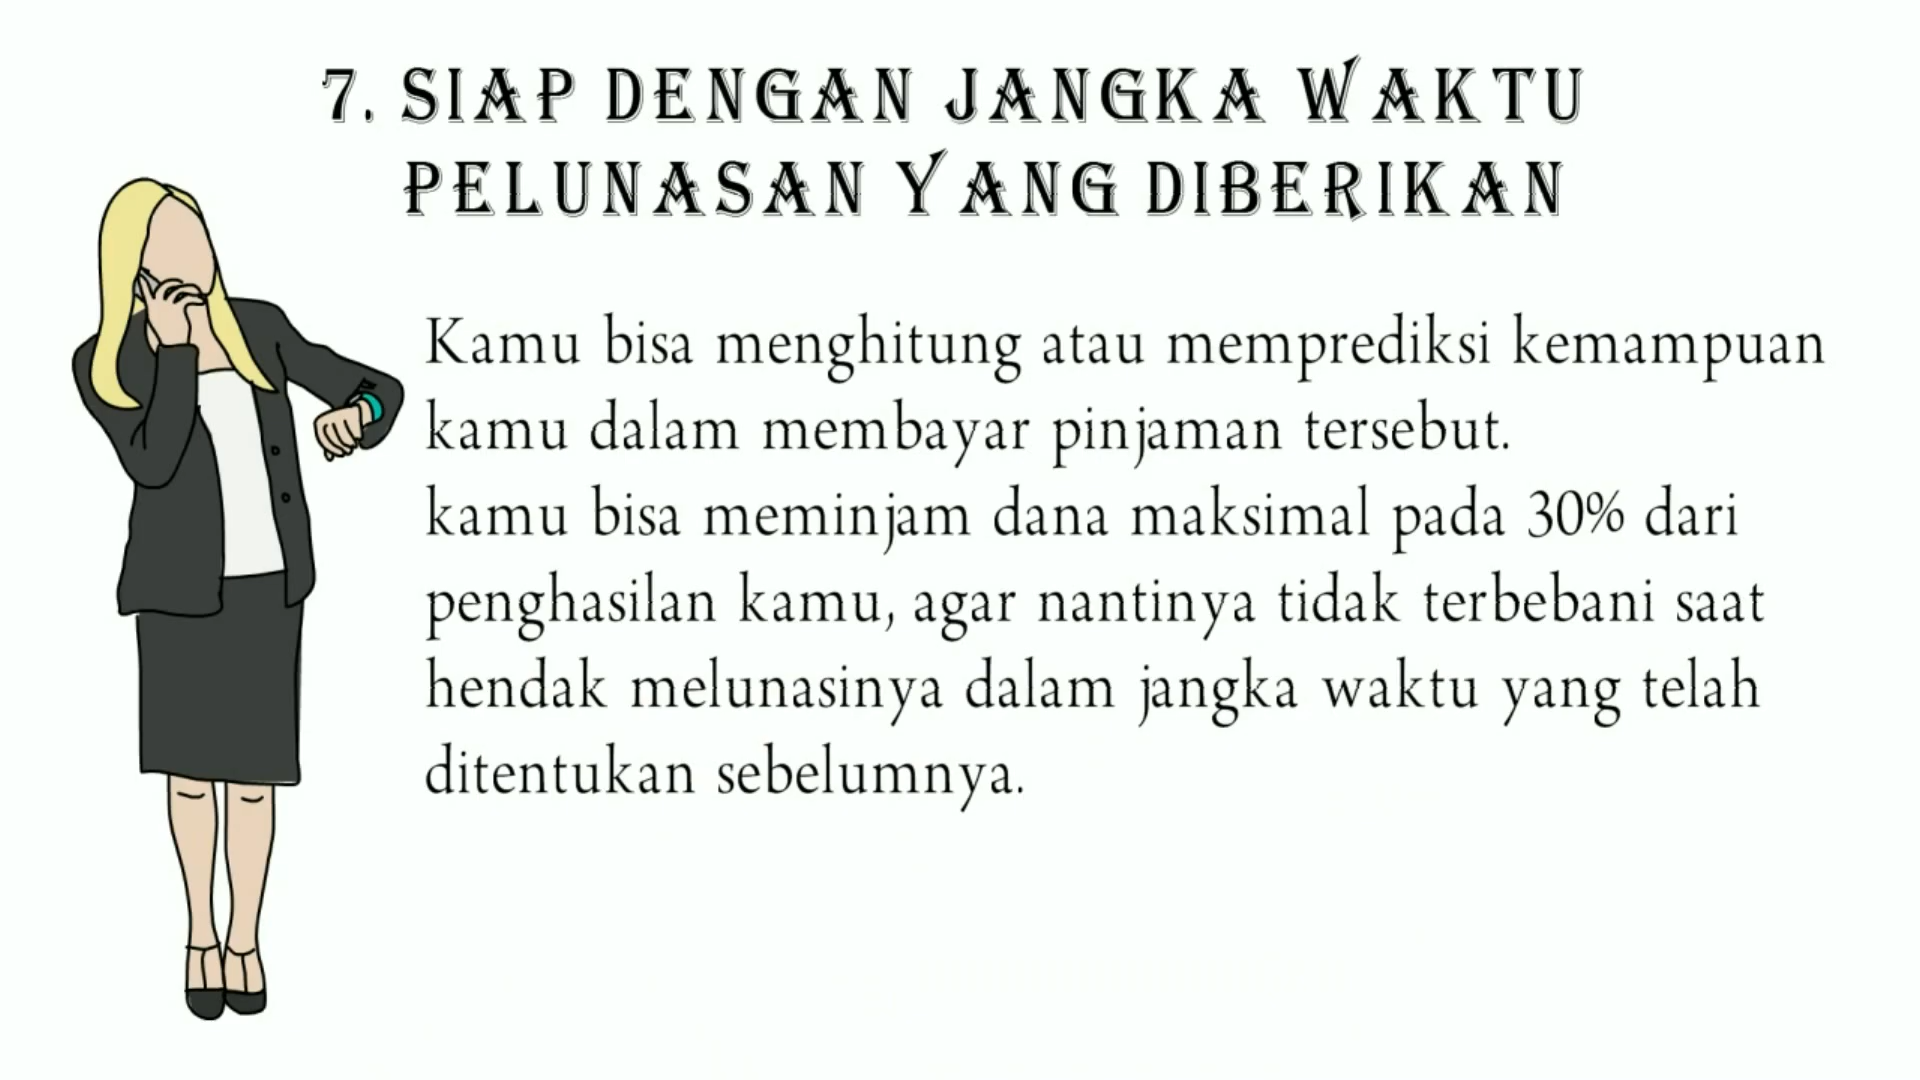 7. SIAP DENGAN JANGKA WAKTU
PELUNASAN YANG DIBERIKAN
Kamu bisa menghitung atau memprediksi kemampuan
kamu dalam membayar pinjaman tersebut.
kamu bisa meminjam dana maksimal pada 30% dari
penghasilan kamu, agar nantinya tidak terbebani saat
hendak melunasinya dalam jangka waktu yang telah
ditentukan sebelumnya.